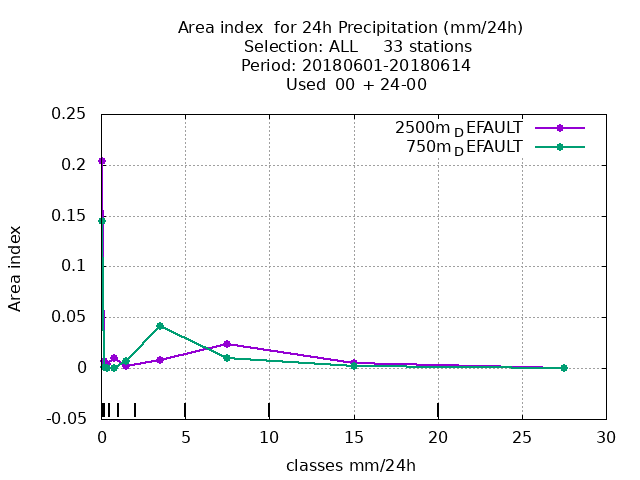 Area index  for 24h Precipitation (mm/24h)
Selection: ALL     33 stations
Period: 20180601-20180614
Used  00 + 24-00
2500m_DEFAULT
750m_DEFAULT
Area index
0.25
0.2
0.15
0.1
0.05
0
-0.05
0 5 10 15 20 25 30
classes mm/24h